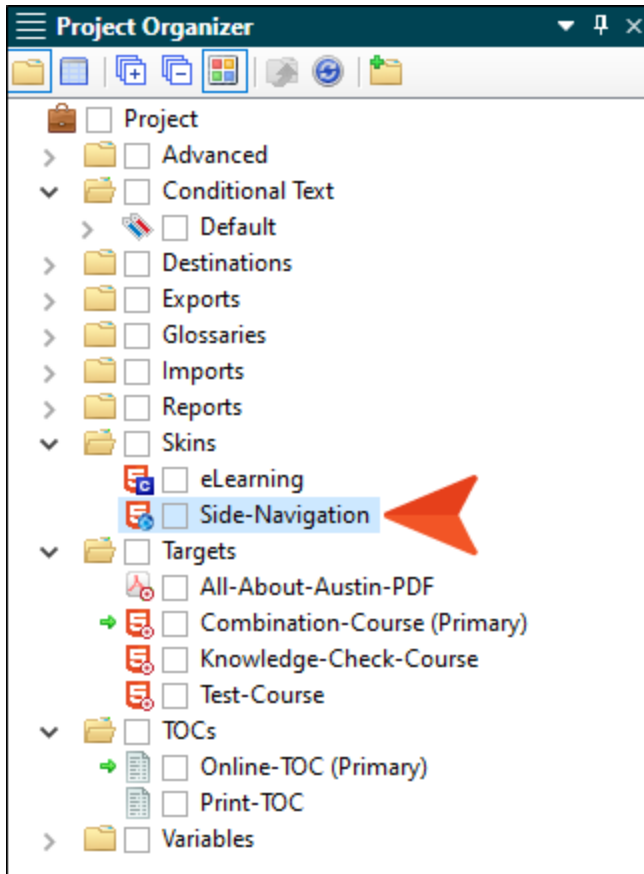 Project Organizer
Project
Advanced
Conditional Text
Default
Destinations
Exports
Glossaries
Imports
Reports
Skins
eLearning
Side-Navigation
Targets
All-About-Austin-PDF
Combination-Course (Primary)
Knowledge-Check-Course
Test-Course
TOCs
Online-TOC (Primary)
Print-TOC
Variables